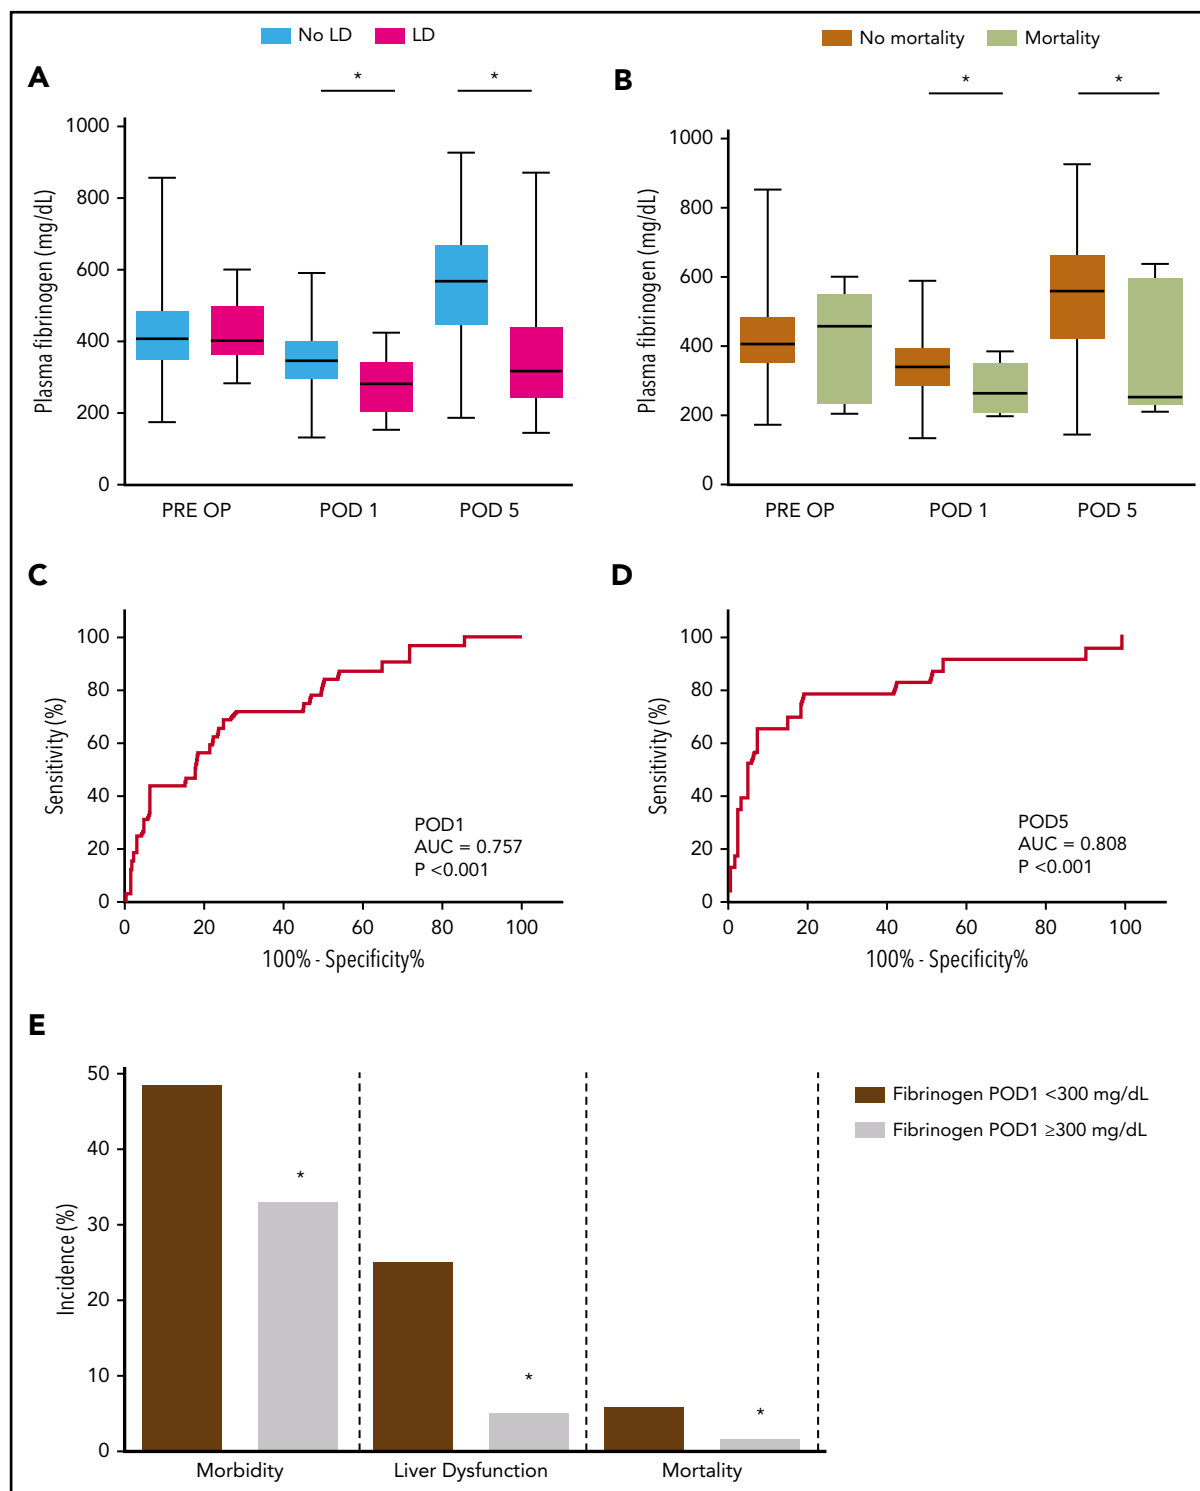 No LD LD
No mortality Mortality
A
*
*
Plasma fibrinogen (mg/dL)
1000
800
600
400
200
0
PRE OP POD 1 POD 5
B
*
*
Plasma fibrinogen (mg/dL)
1000
800
600
400
200
0
PRE OP POD 1 POD 5
C
Sensitivity (%)
100
80
60
40
20
0
POD1
AUC = 0.757
P <0.001
0 20 40 60 80 100
100% - Specificity%
D
Sensitivity (%)
100
80
60
40
20
0
POD5
AUC = 0.808
P <0.001
0 20 40 60 80 100
100% - Specificity%
E
Incidence (%)
50
40
30
20
10
0
*
*
*
Morbidity Liver Dysfunction Mortality
Fibrinogen POD1 <300 mg/dL
Fibrinogen POD1 ≥300 mg/dL